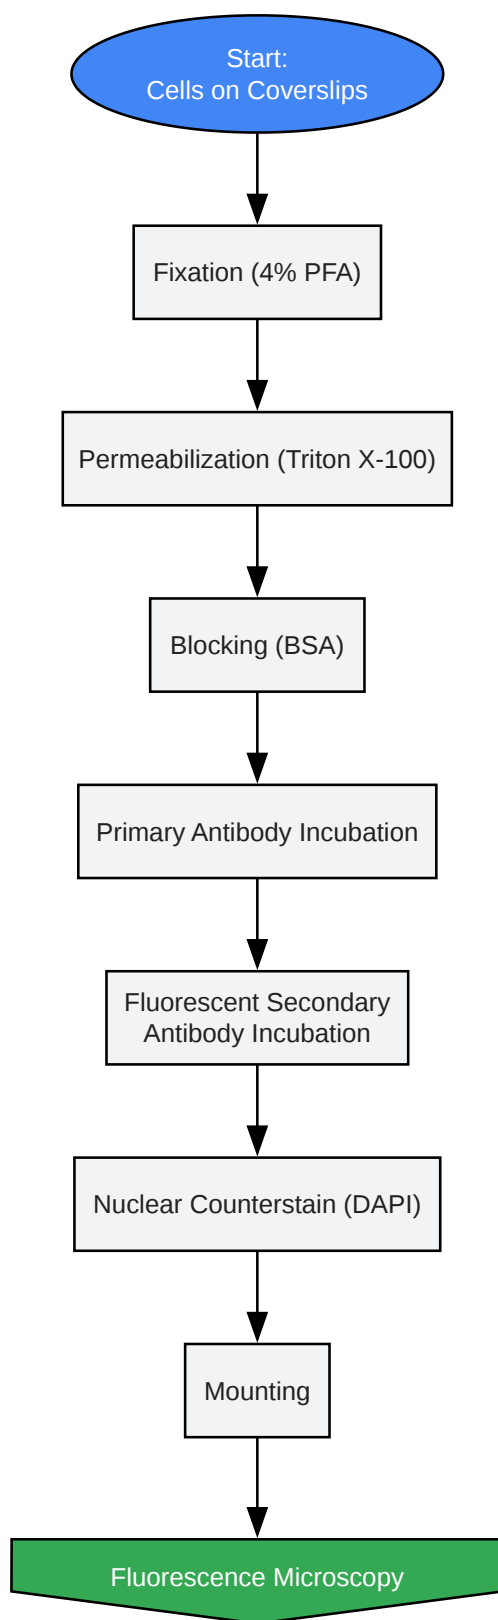 Start:
Cells on Coverslips
Fixation (4% PFA)
Permeabilization (Triton X-100)
Blocking (BSA)
Primary Antibody Incubation
Fluorescent Secondary
Antibody Incubation
Nuclear Counterstain (DAPI)
Mounting
Fluorescence Microscopy